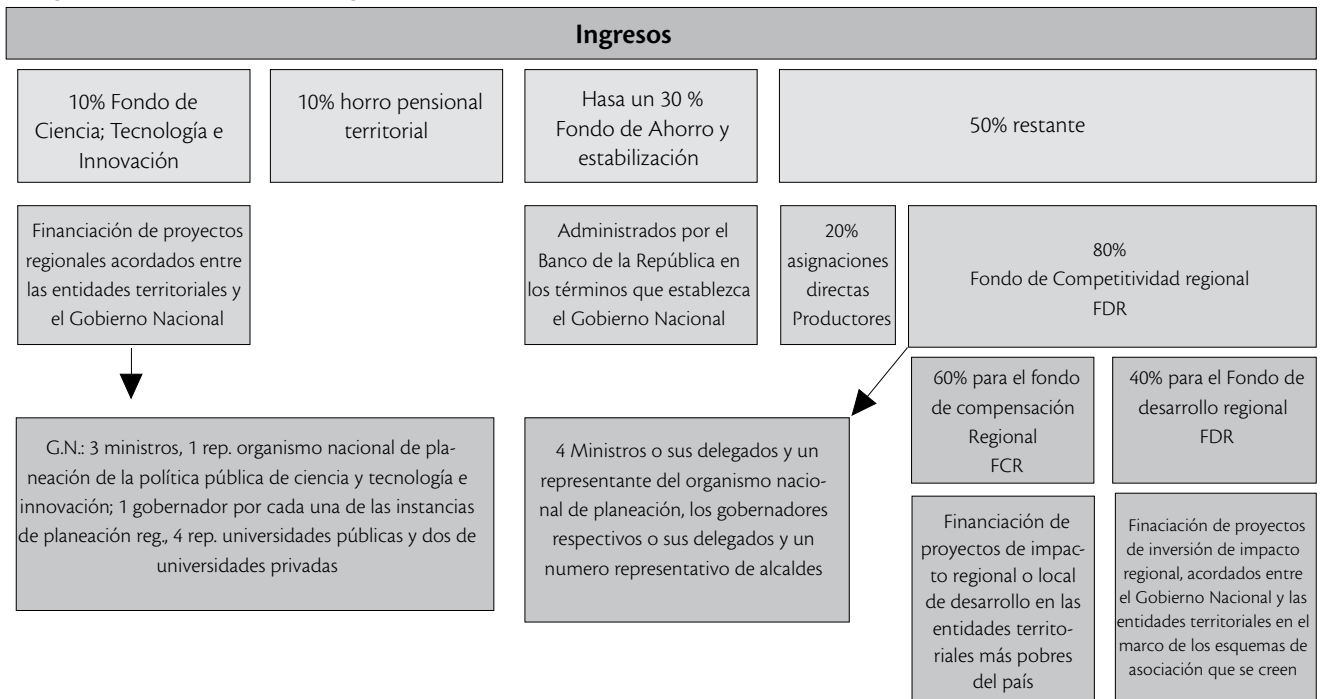 Ingresos
10% Fondo de
Ciencia; Tecnología e
Innovación
10% horro pensional
territorial
Hasa un 30 %
Fondo de Ahorro y
estabilización
50% restante
Financiación de proyectos
regionales acordados entre
las entidades territoriales y
el Gobierno Nacional
Administrados por el
Banco de la República en
los términos que establezca
el Gobierno Nacional
20%
asignaciones
directas
Productores
80%
Fondo de Competitividad regional
FDR
60% para el fondo
de compensación
Regional
FCR
40% para el Fondo de
desarrollo regional
FDR
G.N.: 3 ministros, 1 rep. organismo nacional de pla-
neación de la política pública de ciencia y tecnología e
innovación; 1 gobernador por cada una de las instancias
de planeación reg., 4 rep. universidades públicas y dos de
universidades privadas
4 Ministros o sus delegados y un
representante del organismo nacio-
nal de planeación, los gobernadores
respectivos o sus delegados y un
numero representativo de alcaldes
Financiación de
proyectos de impac-
to regional o local
de desarrollo en las
entidades territo-
riales más pobres
del país
Finaciación de proyectos
de inversión de impacto
regional, acordados entre
el Gobierno Nacional y las
entidades territoriales en el
marco de los esquemas de
asociación que se creen